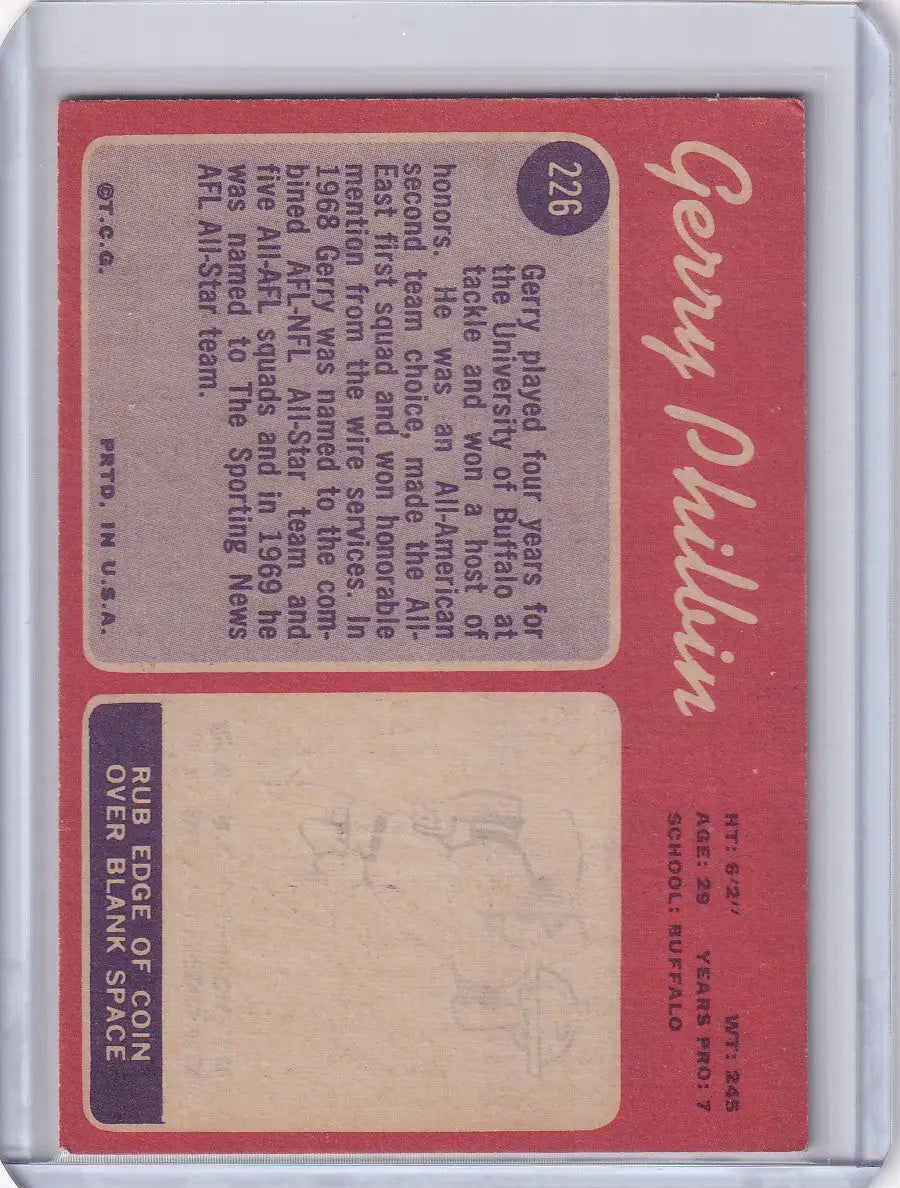 Gerry Philbin
HT: 6'2" WT: 245
AGE: 29 YEARS PRO: 7
SCHOOL: BUFFALO
226
Gerry played four years for
the University of Buffalo at
tackle and won a host of
honors. He was an All-American
second team choice, made the All-
East first squad and won honorable
mention from the wire services. In
1968 Gerry was named to the com-
bined AFL-NFL All-Star team and
five All-AFL squads and in 1969 he
was named to The Sporting News
AFL All-Star team.
©T.C.G. PRTD. IN U.S.A.
RUB EDGE OF COIN
OVER BLANK SPACE